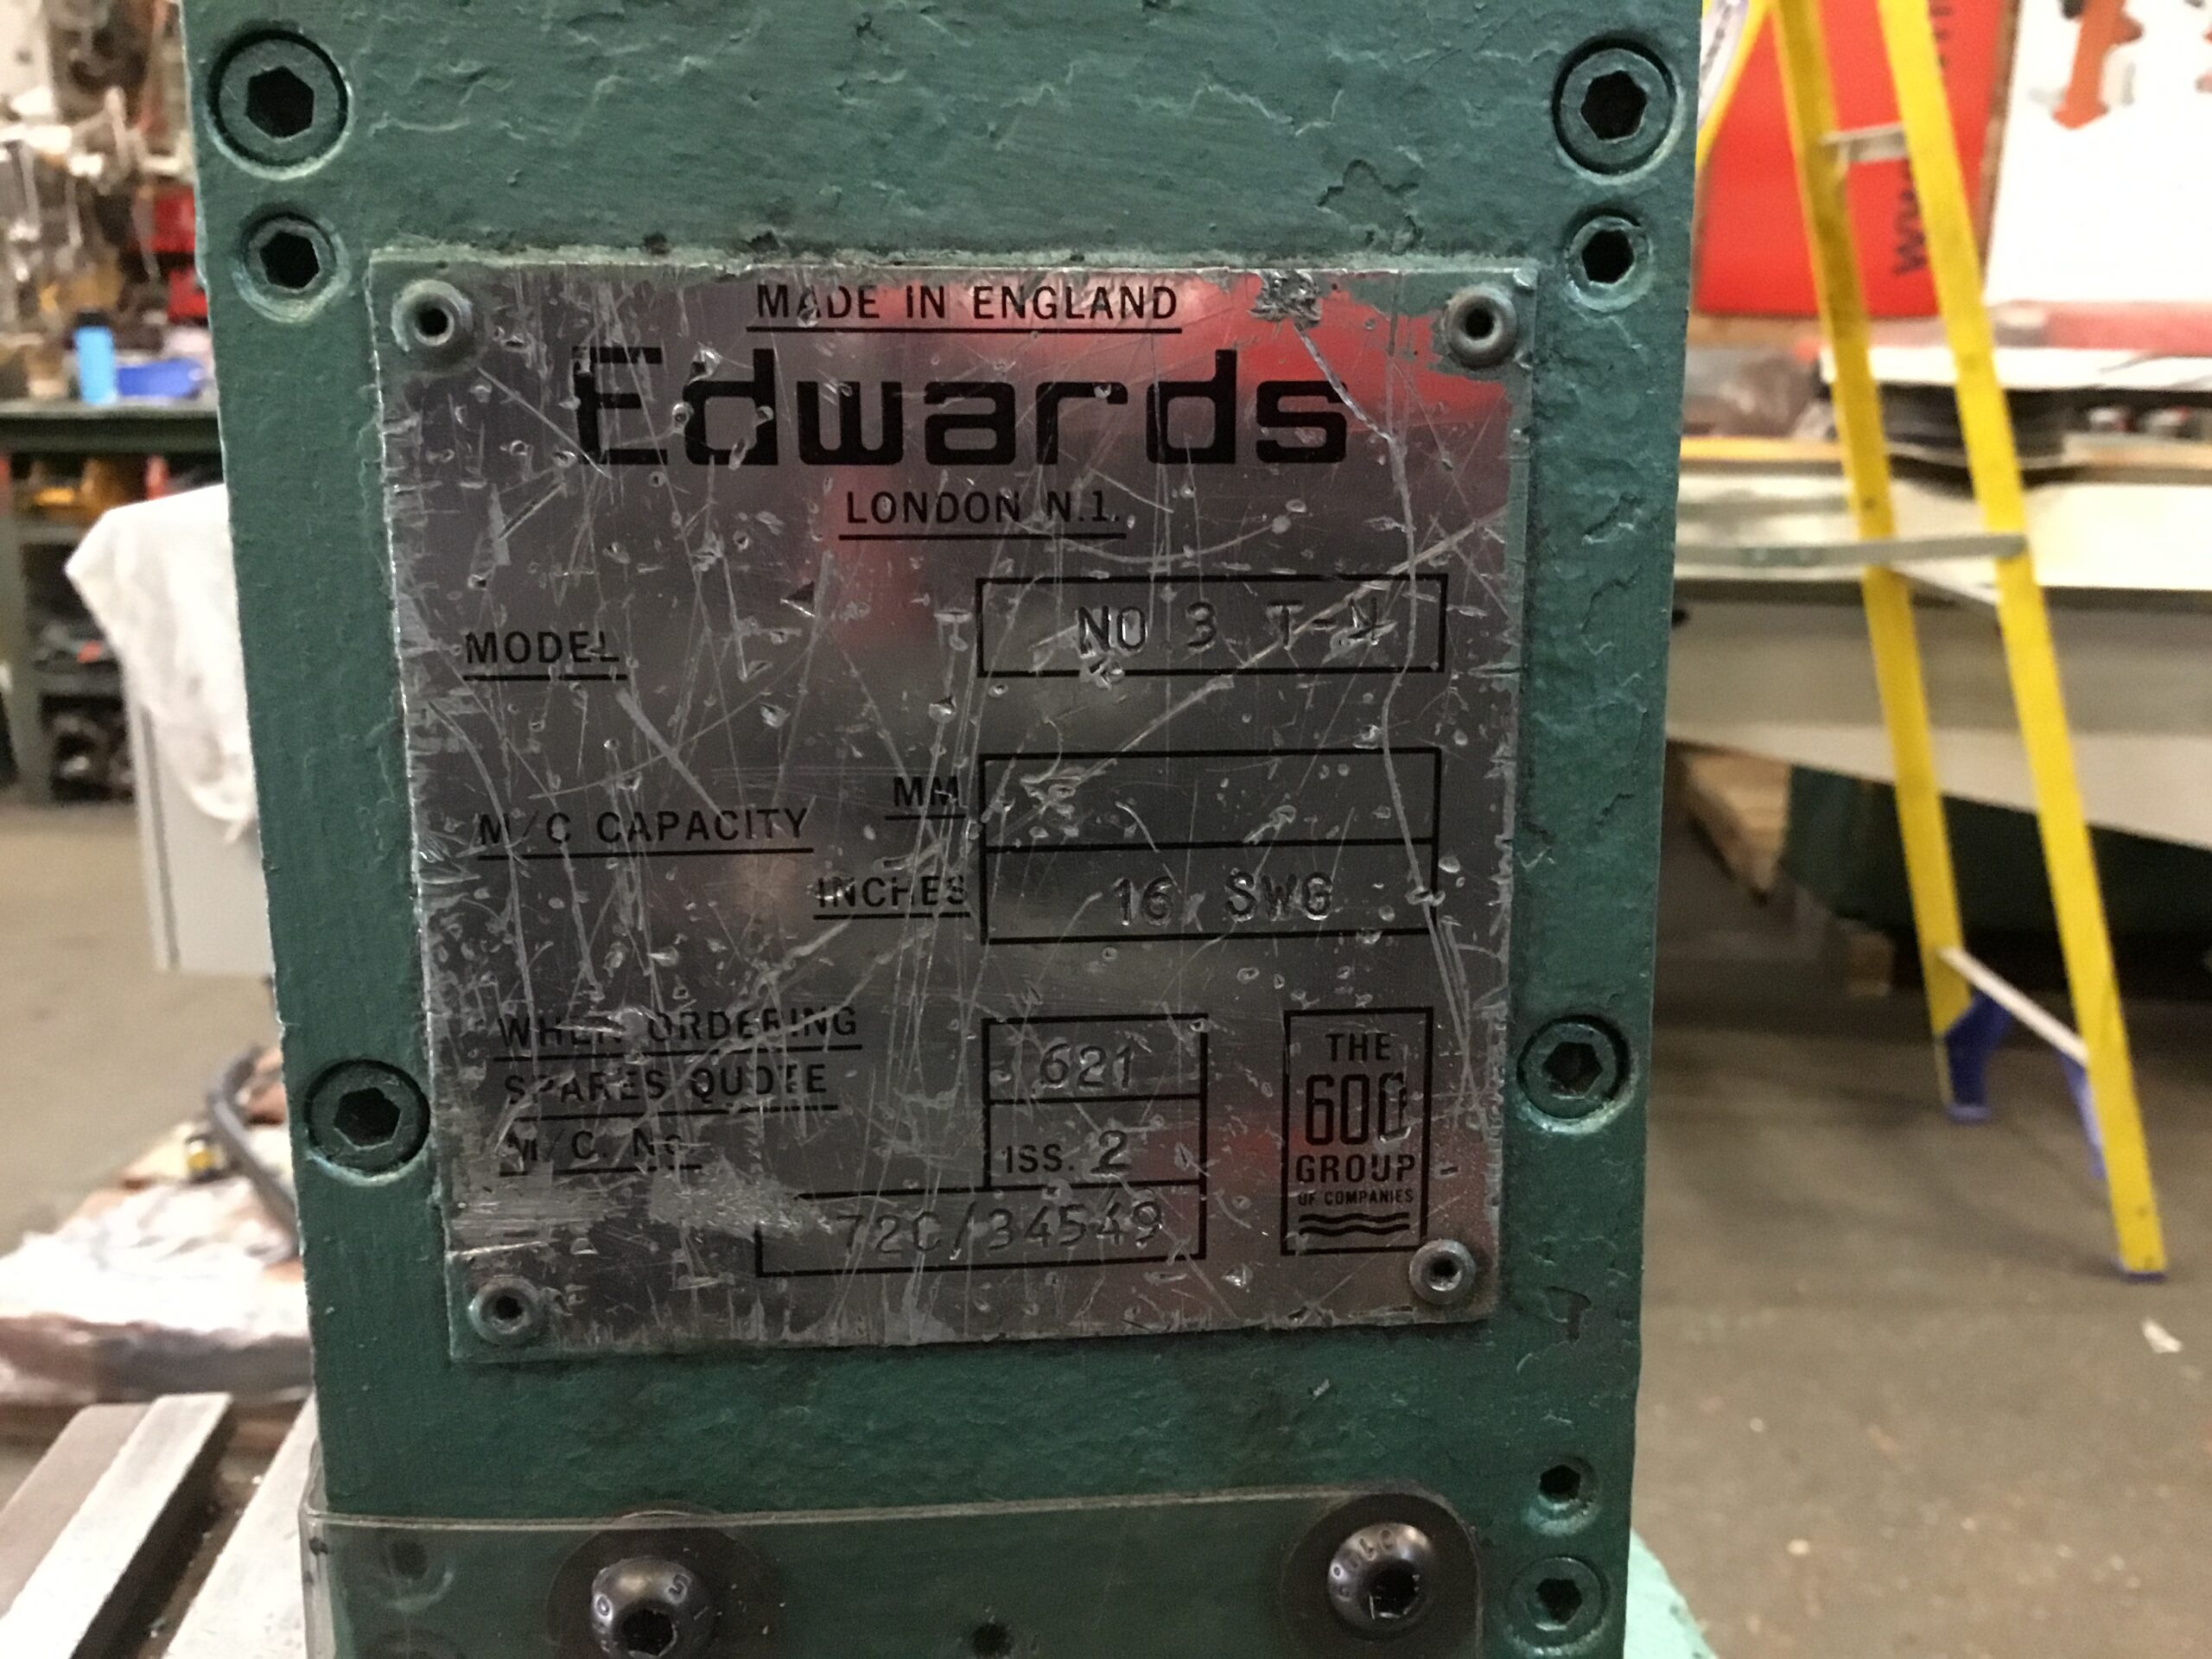 MADE IN ENGLAND
Edwards
LONDON N.1.
MODEL NO 3 T-N
M/C CAPACITY
MM
INCHES 16 SWG
WHEN ORDERING
SPARES QUOTE
M/C. No.
621
ISS. 2
72C/34549
THE
600
GROUP
OF COMPANIES